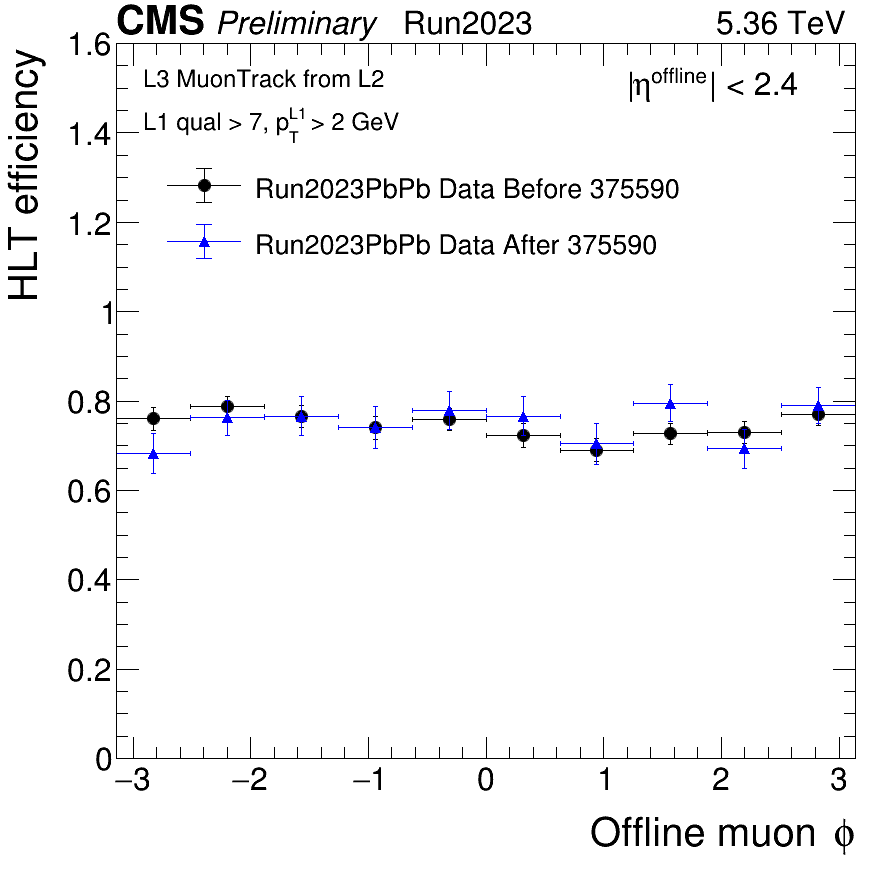 CMS Preliminary Run2023 5.36 TeV
L3 MuonTrack from L2
|η^offline| < 2.4
L1 qual > 7, p_T^L1 > 2 GeV
Run2023PbPb Data Before 375590
Run2023PbPb Data After 375590
HLT efficiency
1.6
1.4
1.2
1
0.8
0.6
0.4
0.2
0
−3 −2 −1 0 1 2 3
Offline muon ϕ